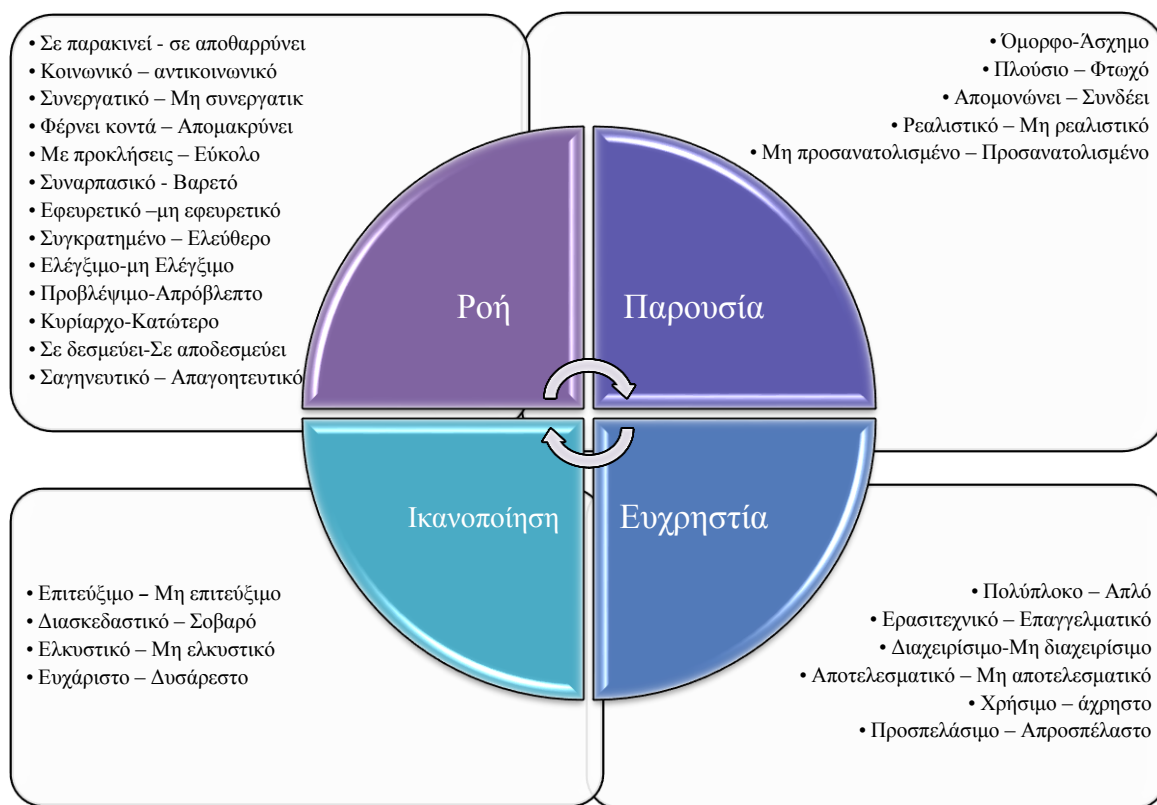 • Σε παρακινεί - σε αποθαρρύνει
• Κοινωνικό – αντικοινωνικό
• Συνεργατικό – Μη συνεργατικ
• Φέρνει κοντά – Απομακρύνει
• Με προκλήσεις – Εύκολο
• Συναρπασικό - Βαρετό
• Εφευρετικό –μη εφευρετικό
• Συγκρατημένο – Ελεύθερο
• Ελέγξιμο-μη Ελέγξιμο
• Προβλέψιμο-Απρόβλεπτο
• Κυρίαρχο-Κατώτερο
• Σε δεσμεύει-Σε αποδεσμεύει
• Σαγηνευτικό – Απαγοητευτικό
• Όμορφο-Άσχημο
• Πλούσιο – Φτωχό
• Απομονώνει – Συνδέει
• Ρεαλιστικό – Μη ρεαλιστικό
• Μη προσανατολισμένο – Προσανατολισμένο
Ροή
Παρουσία
Ικανοποίηση
Ευχρηστία
• Επιτεύξιμο – Μη επιτεύξιμο
• Διασκεδαστικό – Σοβαρό
• Ελκυστικό – Μη ελκυστικό
• Ευχάριστο – Δυσάρεστο
• Πολύπλοκο – Απλό
• Ερασιτεχνικό – Επαγγελματικό
• Διαχειρίσιμο-Μη διαχειρίσιμο
• Αποτελεσματικό – Μη αποτελεσματικό
• Χρήσιμο – άχρηστο
• Προσπελάσιμο – Απροσπέλαστο